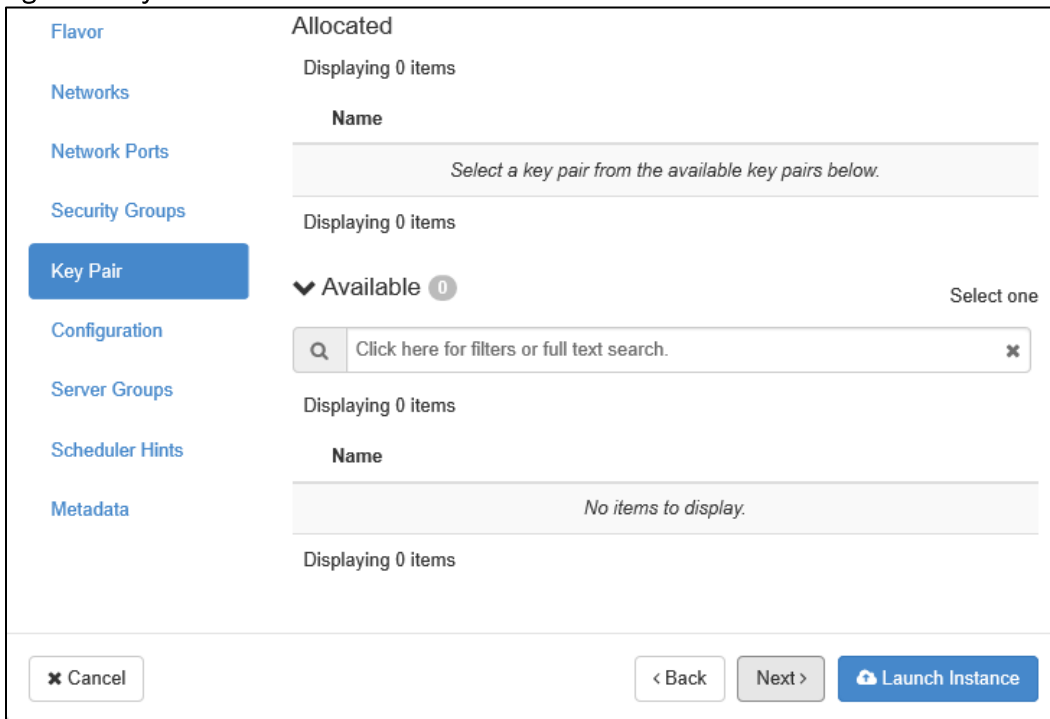 Flavor
Networks
Network Ports
Security Groups
Key Pair
Configuration
Server Groups
Scheduler Hints
Metadata
Allocated
Displaying 0 items
Name
Select a key pair from the available key pairs below.
Displaying 0 items
Available 0
Select one
Click here for filters or full text search.
Displaying 0 items
Name
No items to display.
Displaying 0 items
Cancel
< Back
Next >
Launch Instance